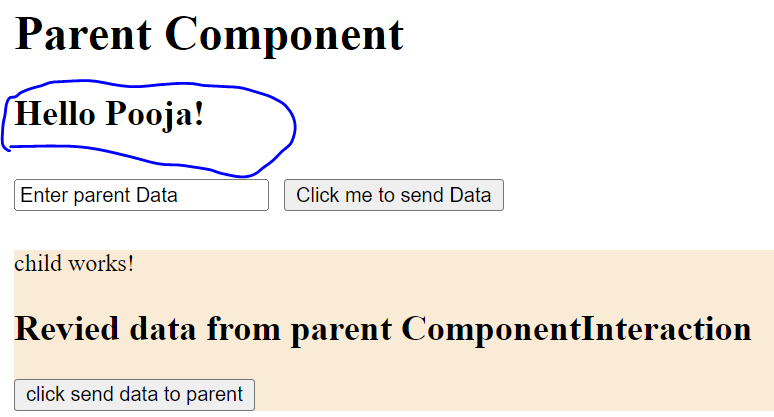 Parent Component
Hello Pooja!
Enter parent Data Click me to send Data
child works!
Revied data from parent ComponentInteraction
click send data to parent